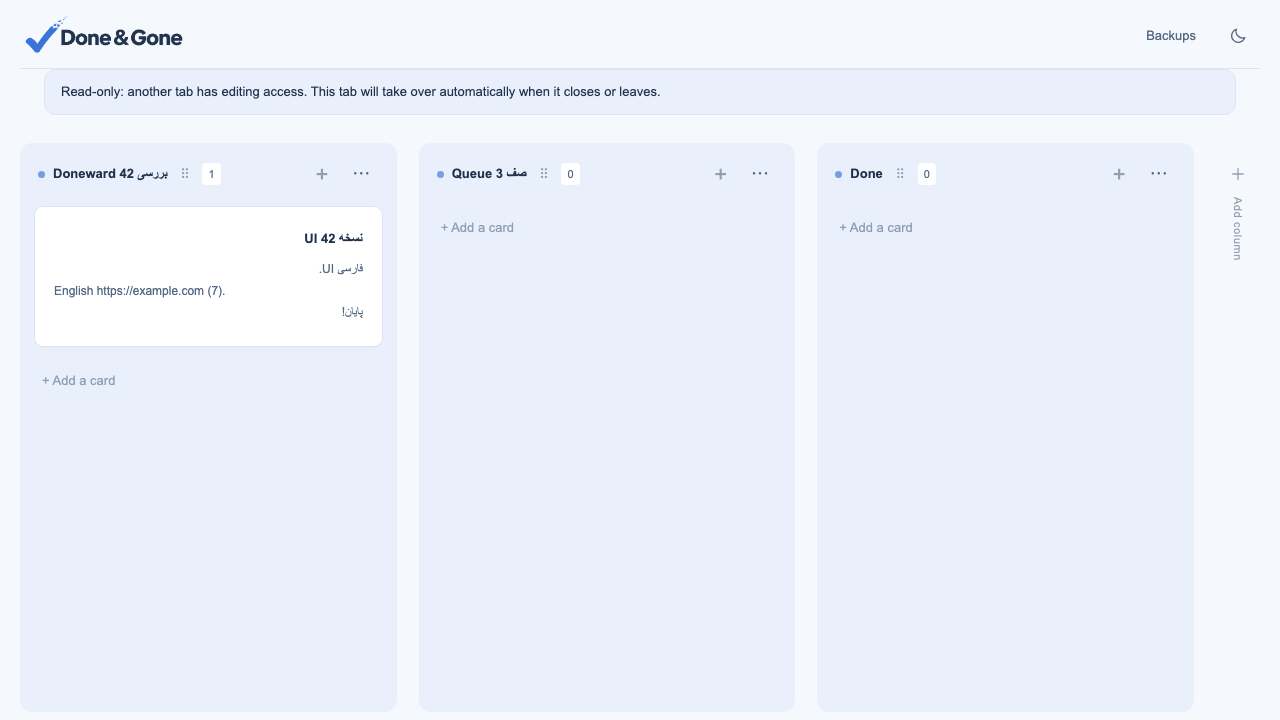 Done & Gone
Backups
Read-only: another tab has editing access. This tab will take over automatically when it closes or leaves.
Doneward 42 بررسی
1
نسخه 42 UI
فارسی UI.
English https://example.com (7).
پایان!
+ Add a card
Queue 3 صف
0
+ Add a card
Done
0
+ Add a card
Add column